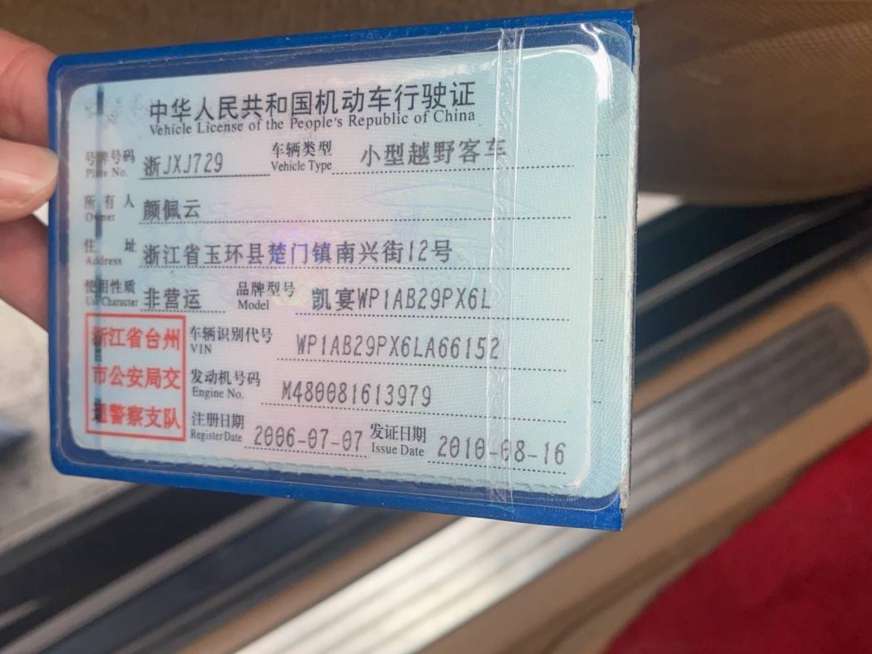 中华人民共和国机动车行驶证
Vehicle License of the People's Republic of China
号牌号码 浙JXJ729 车辆类型 小型越野客车
Plate No. Vehicle Type
所有人 颜佩云
Owner
住址 浙江省玉环县楚门镇南兴街12号
Address
使用性质 非营运 品牌型号 凯宴WP1AB29PX6L
Use Character Model
浙江省台州
市公安局交
通警察支队
车辆识别代号 WP1AB29PX6LA66152
VIN
发动机号码 M480081613979
Engine No.
注册日期 2006-07-07 发证日期 2010-08-16
Register Date Issue Date